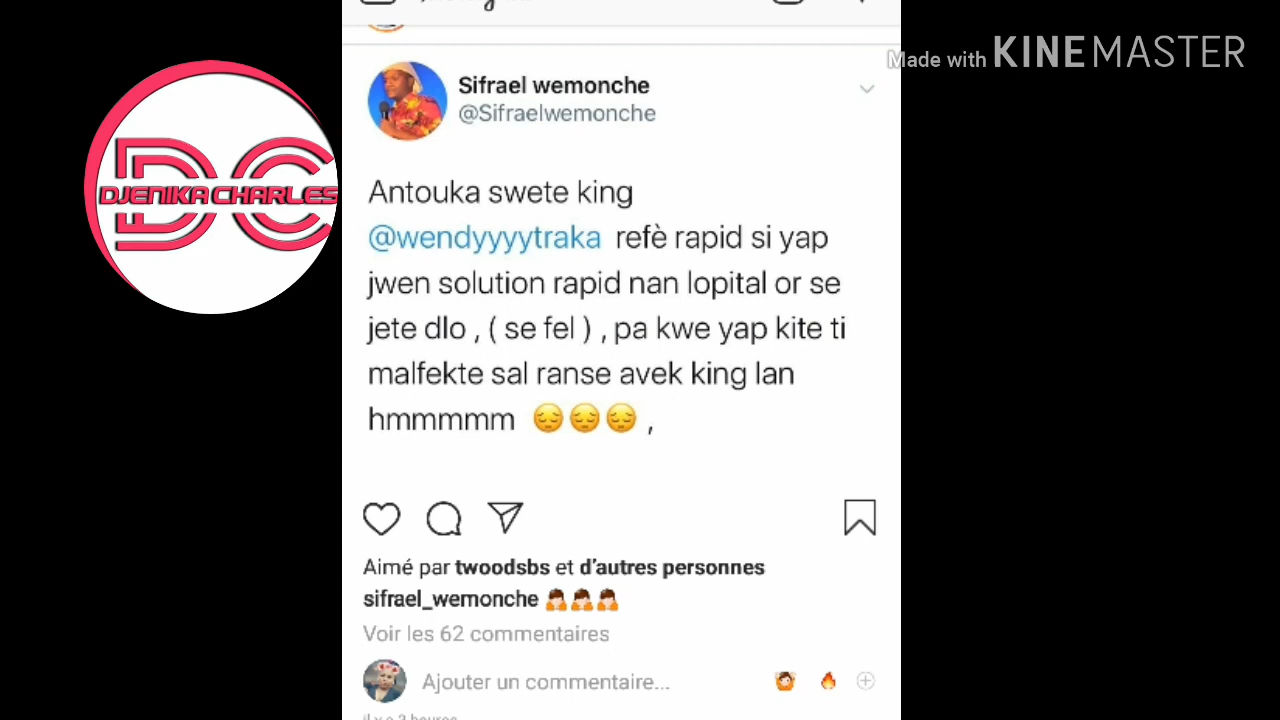 Made with KINEMASTER
DC
DJENIKA CHARLES
Sifrael wemonche
@Sifraelwemonche
Antouka swete king
@wendyyyytraka refè rapid si yap
jwen solution rapid nan lopital or se
jete dlo , ( se fel ) , pa kwe yap kite ti
malfekte sal ranse avek king lan
hmmmmm 😔😔😔 ,
Aimé par twoodsbs et d'autres personnes
sifrael_wemonche 🙇🙇🙇
Voir les 62 commentaires
Ajouter un commentaire...